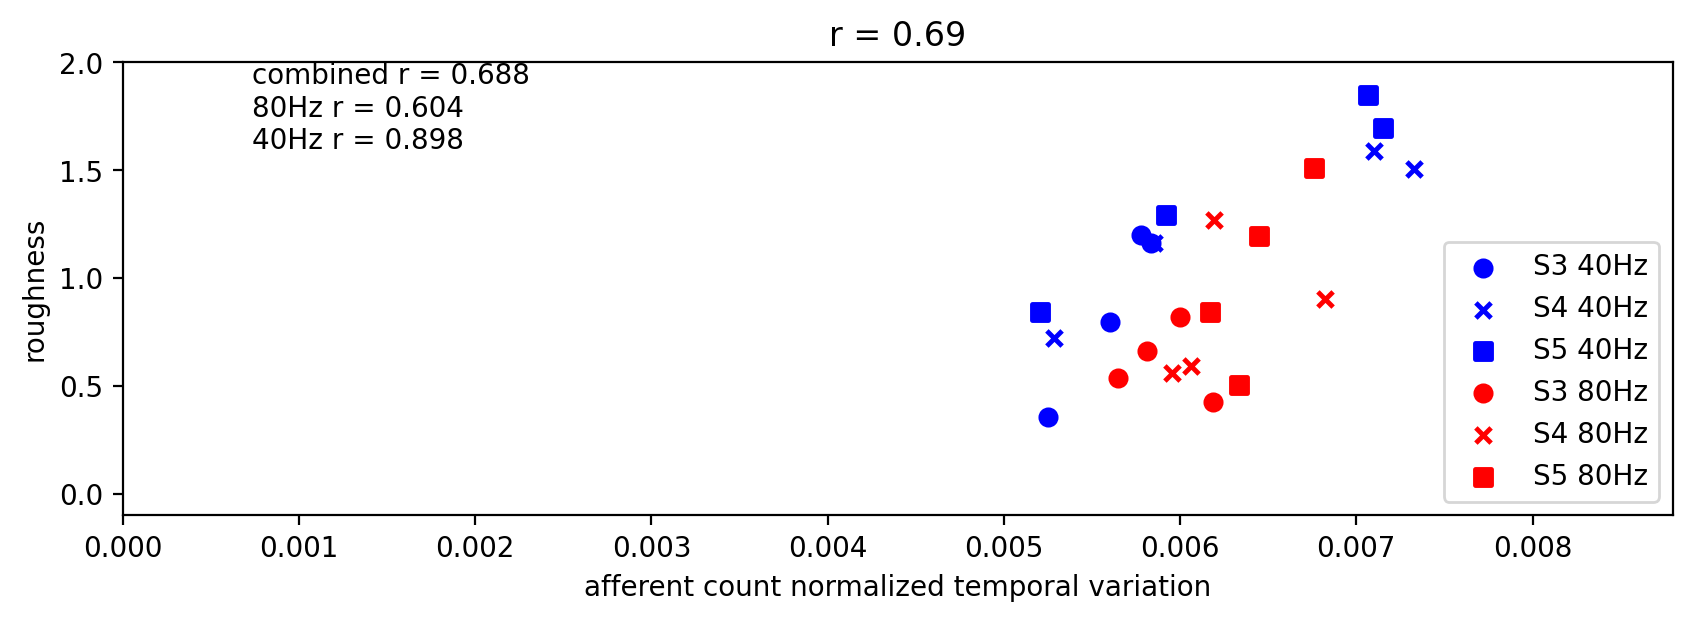 r = 0.69
combined r = 0.688
80Hz r = 0.604
40Hz r = 0.898
2.0
1.5
1.0
0.5
0.0
roughness
S3 40Hz
S4 40Hz
S5 40Hz
S3 80Hz
S4 80Hz
S5 80Hz
0.000 0.001 0.002 0.003 0.004 0.005 0.006 0.007 0.008
afferent count normalized temporal variation